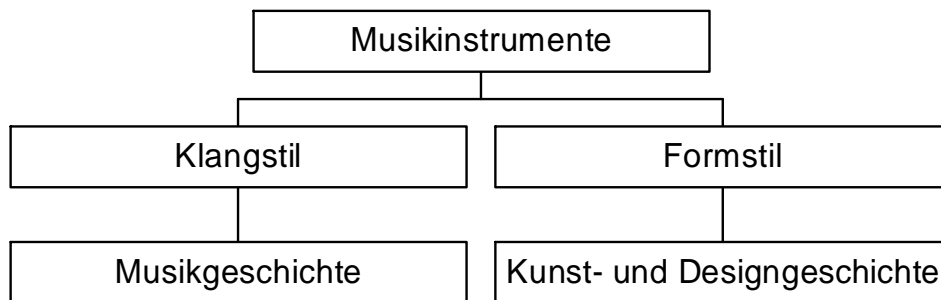 Musikinstrumente
Klangstil
Formstil
Musikgeschichte
Kunst- und Designgeschichte